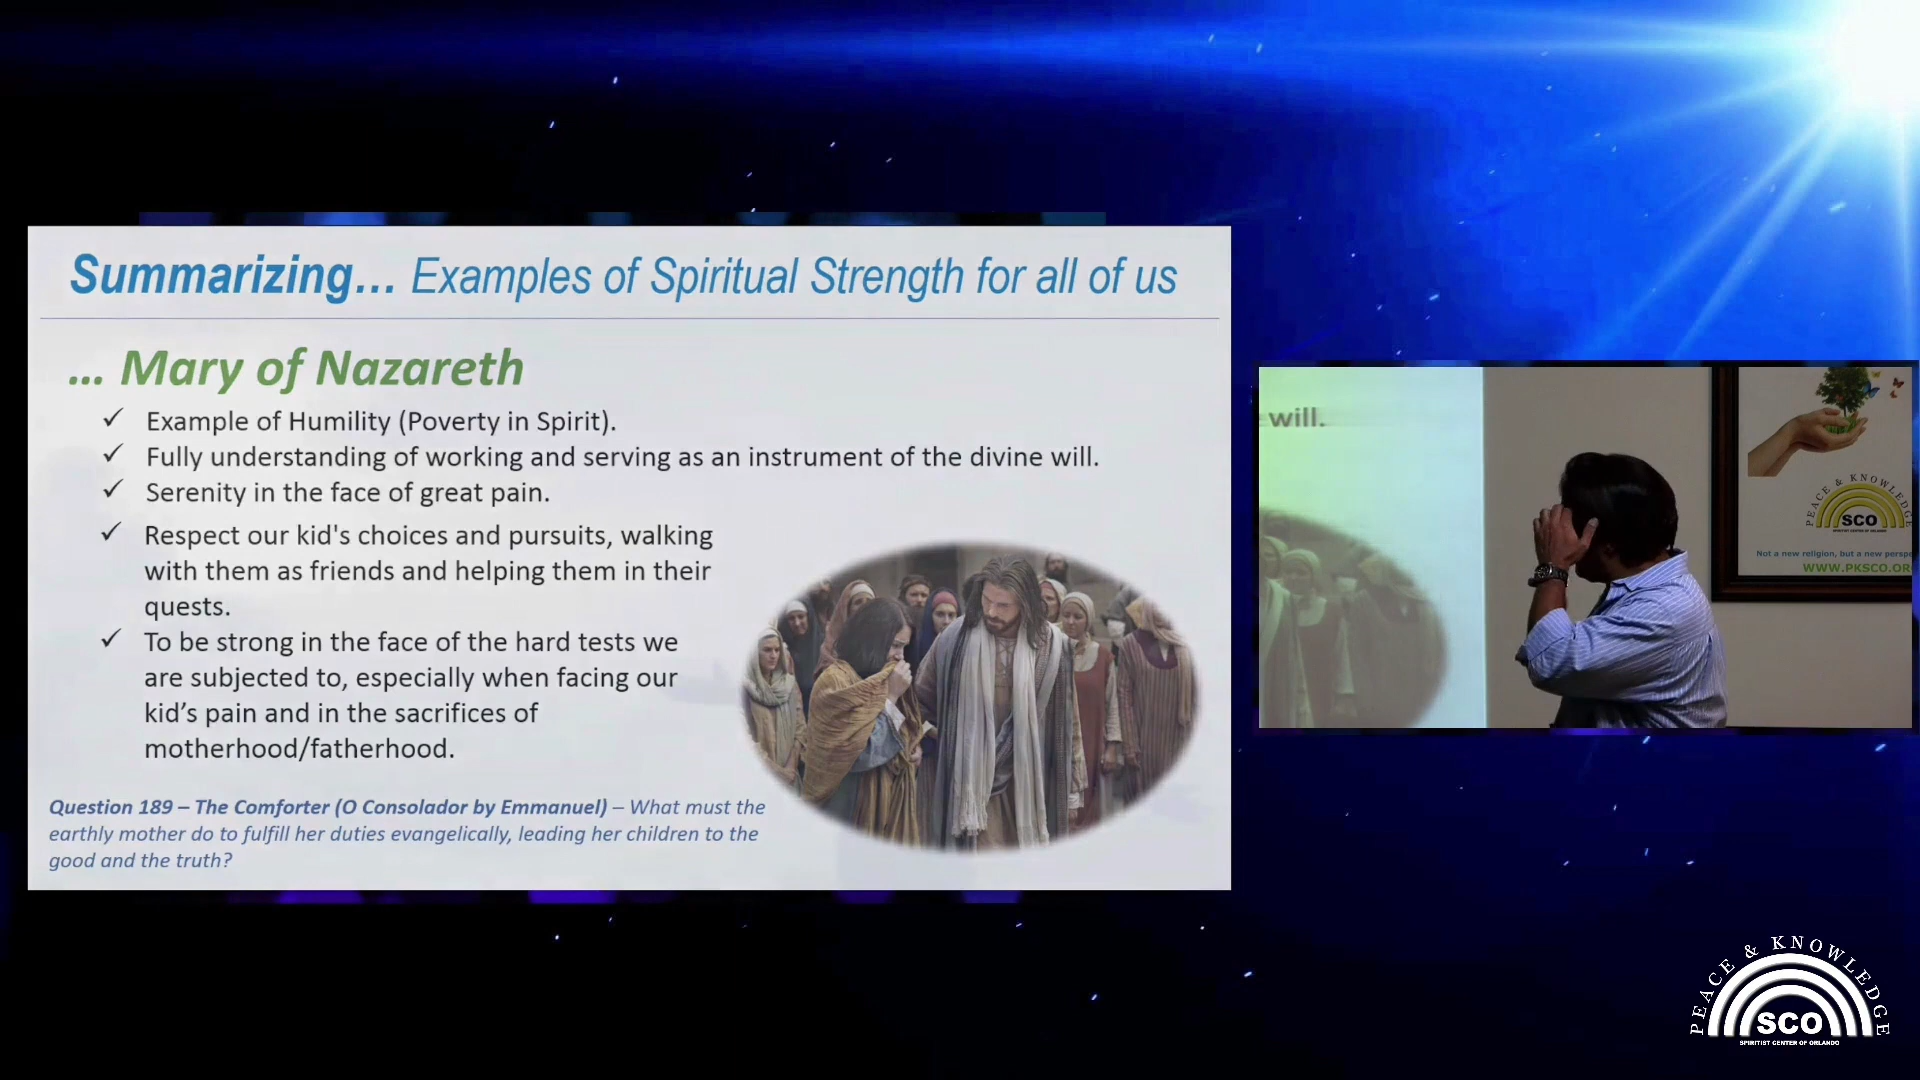 Summarizing... Examples of Spiritual Strength for all of us
... Mary of Nazareth
✓ Example of Humility (Poverty in Spirit).
✓ Fully understanding of working and serving as an instrument of the divine will.
✓ Serenity in the face of great pain.
✓ Respect our kid's choices and pursuits, walking
with them as friends and helping them in their
quests.
✓ To be strong in the face of the hard tests we
are subjected to, especially when facing our
kid’s pain and in the sacrifices of
motherhood/fatherhood.
Question 189 – The Comforter (O Consolador by Emmanuel) – What must the
earthly mother do to fulfill her duties evangelically, leading her children to the
good and the truth?
will.
PEACE & KNOWLEDGE
SCO
Not a new religion, but a new persp
WWW.PKSCO.OR
PEACE & KNOWLEDGE
SCO
SPIRITIST CENTER OF ORLANDO